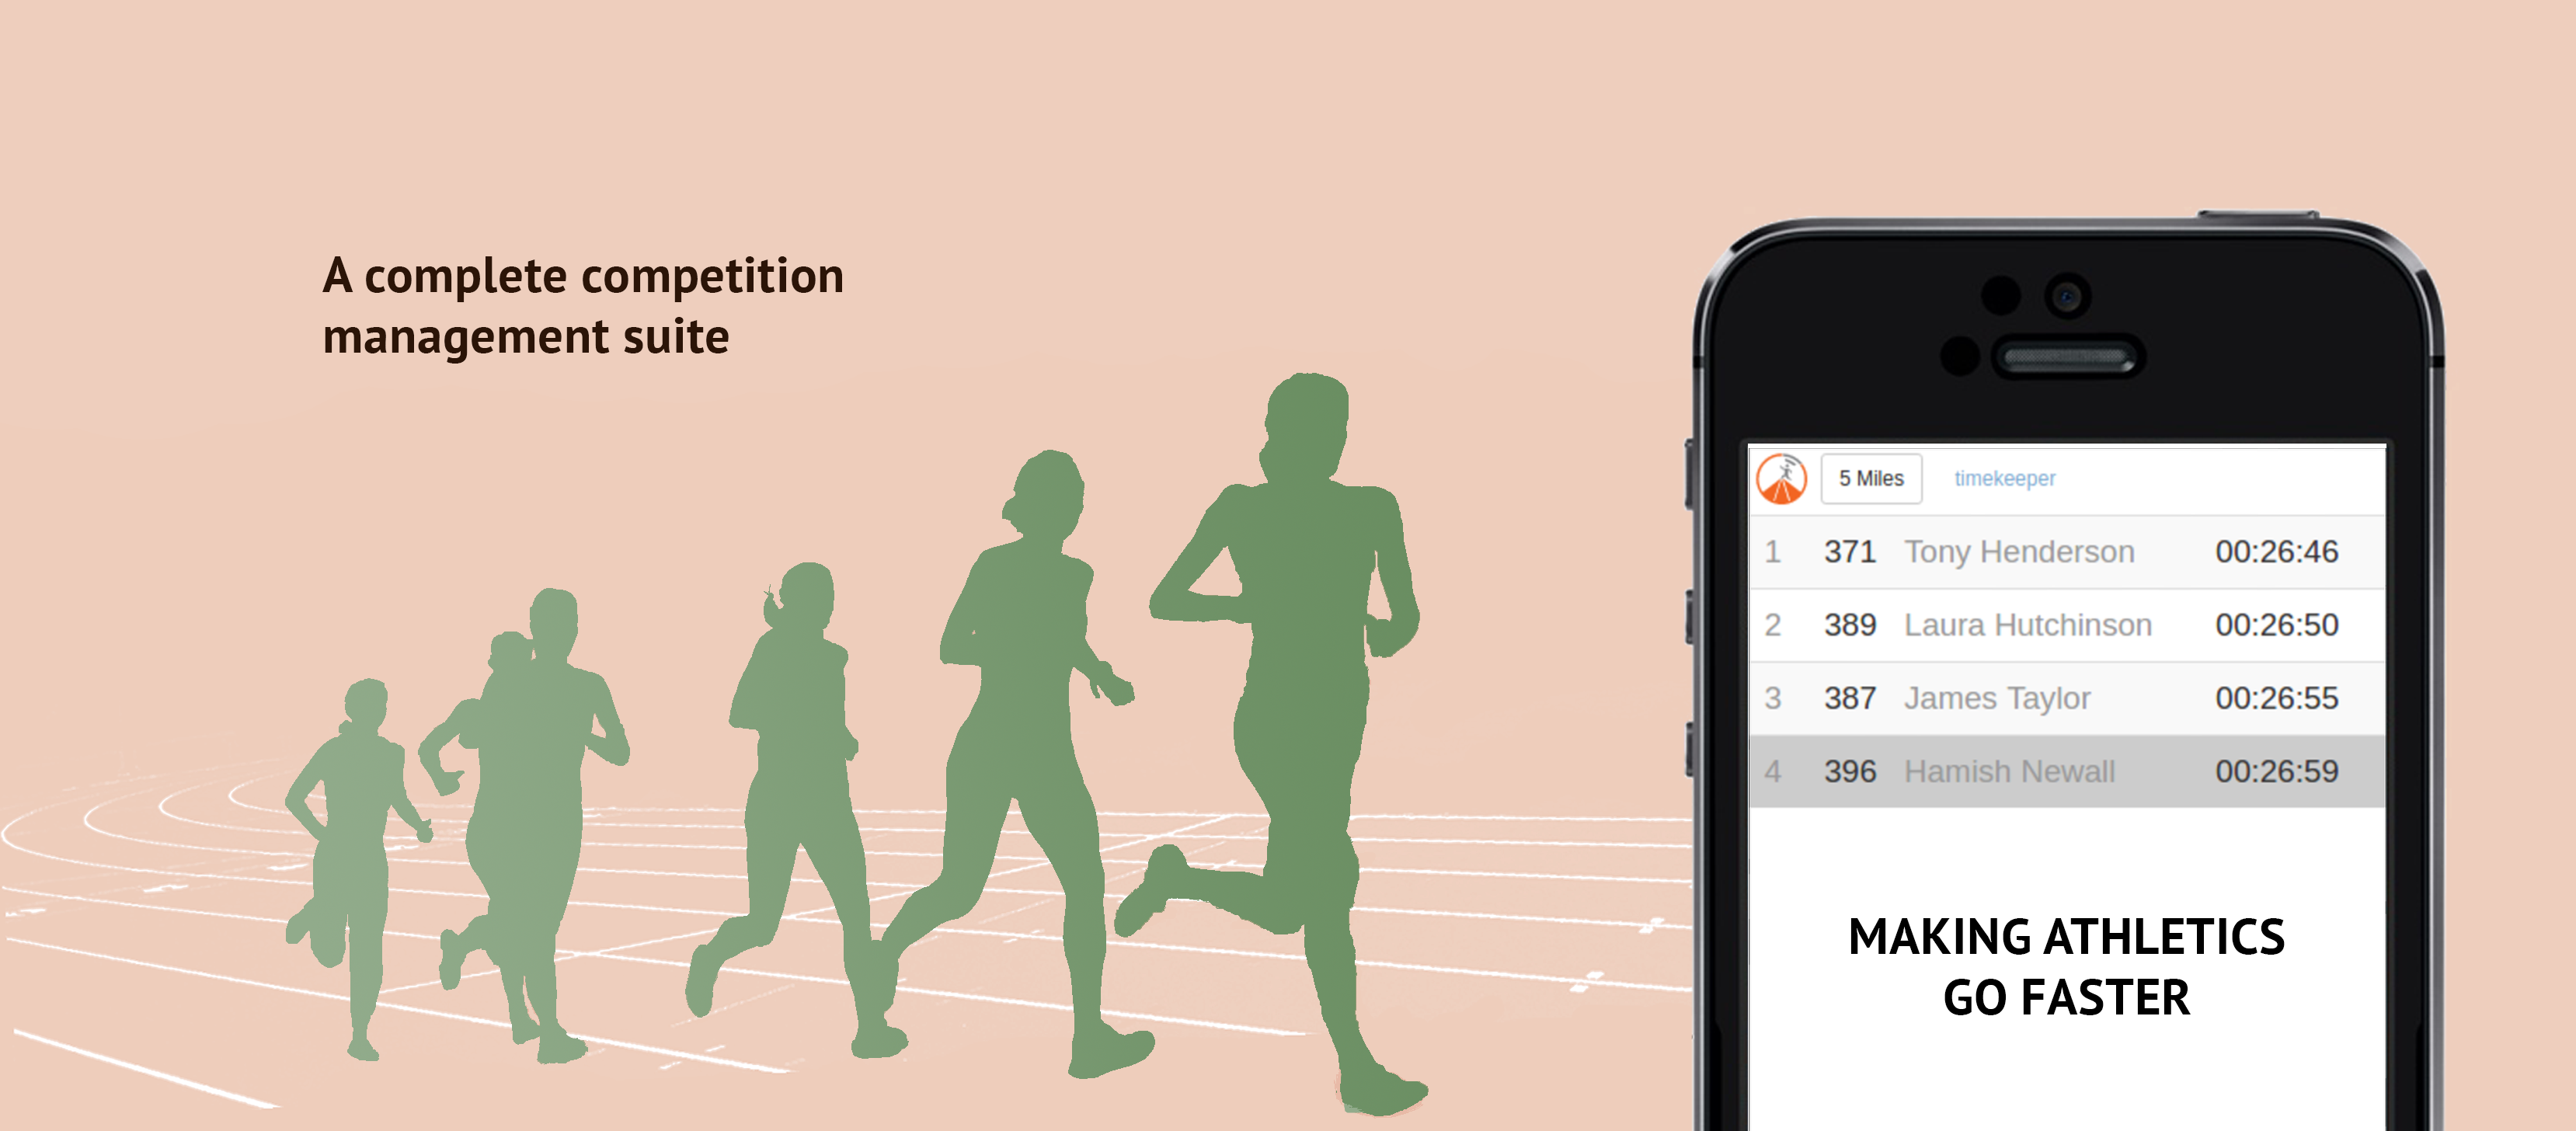 A complete competition
management suite
5 Miles timekeeper
1 371 Tony Henderson 00:26:46
2 389 Laura Hutchinson 00:26:50
3 387 James Taylor 00:26:55
4 396 Hamish Newall 00:26:59
MAKING ATHLETICS
GO FASTER